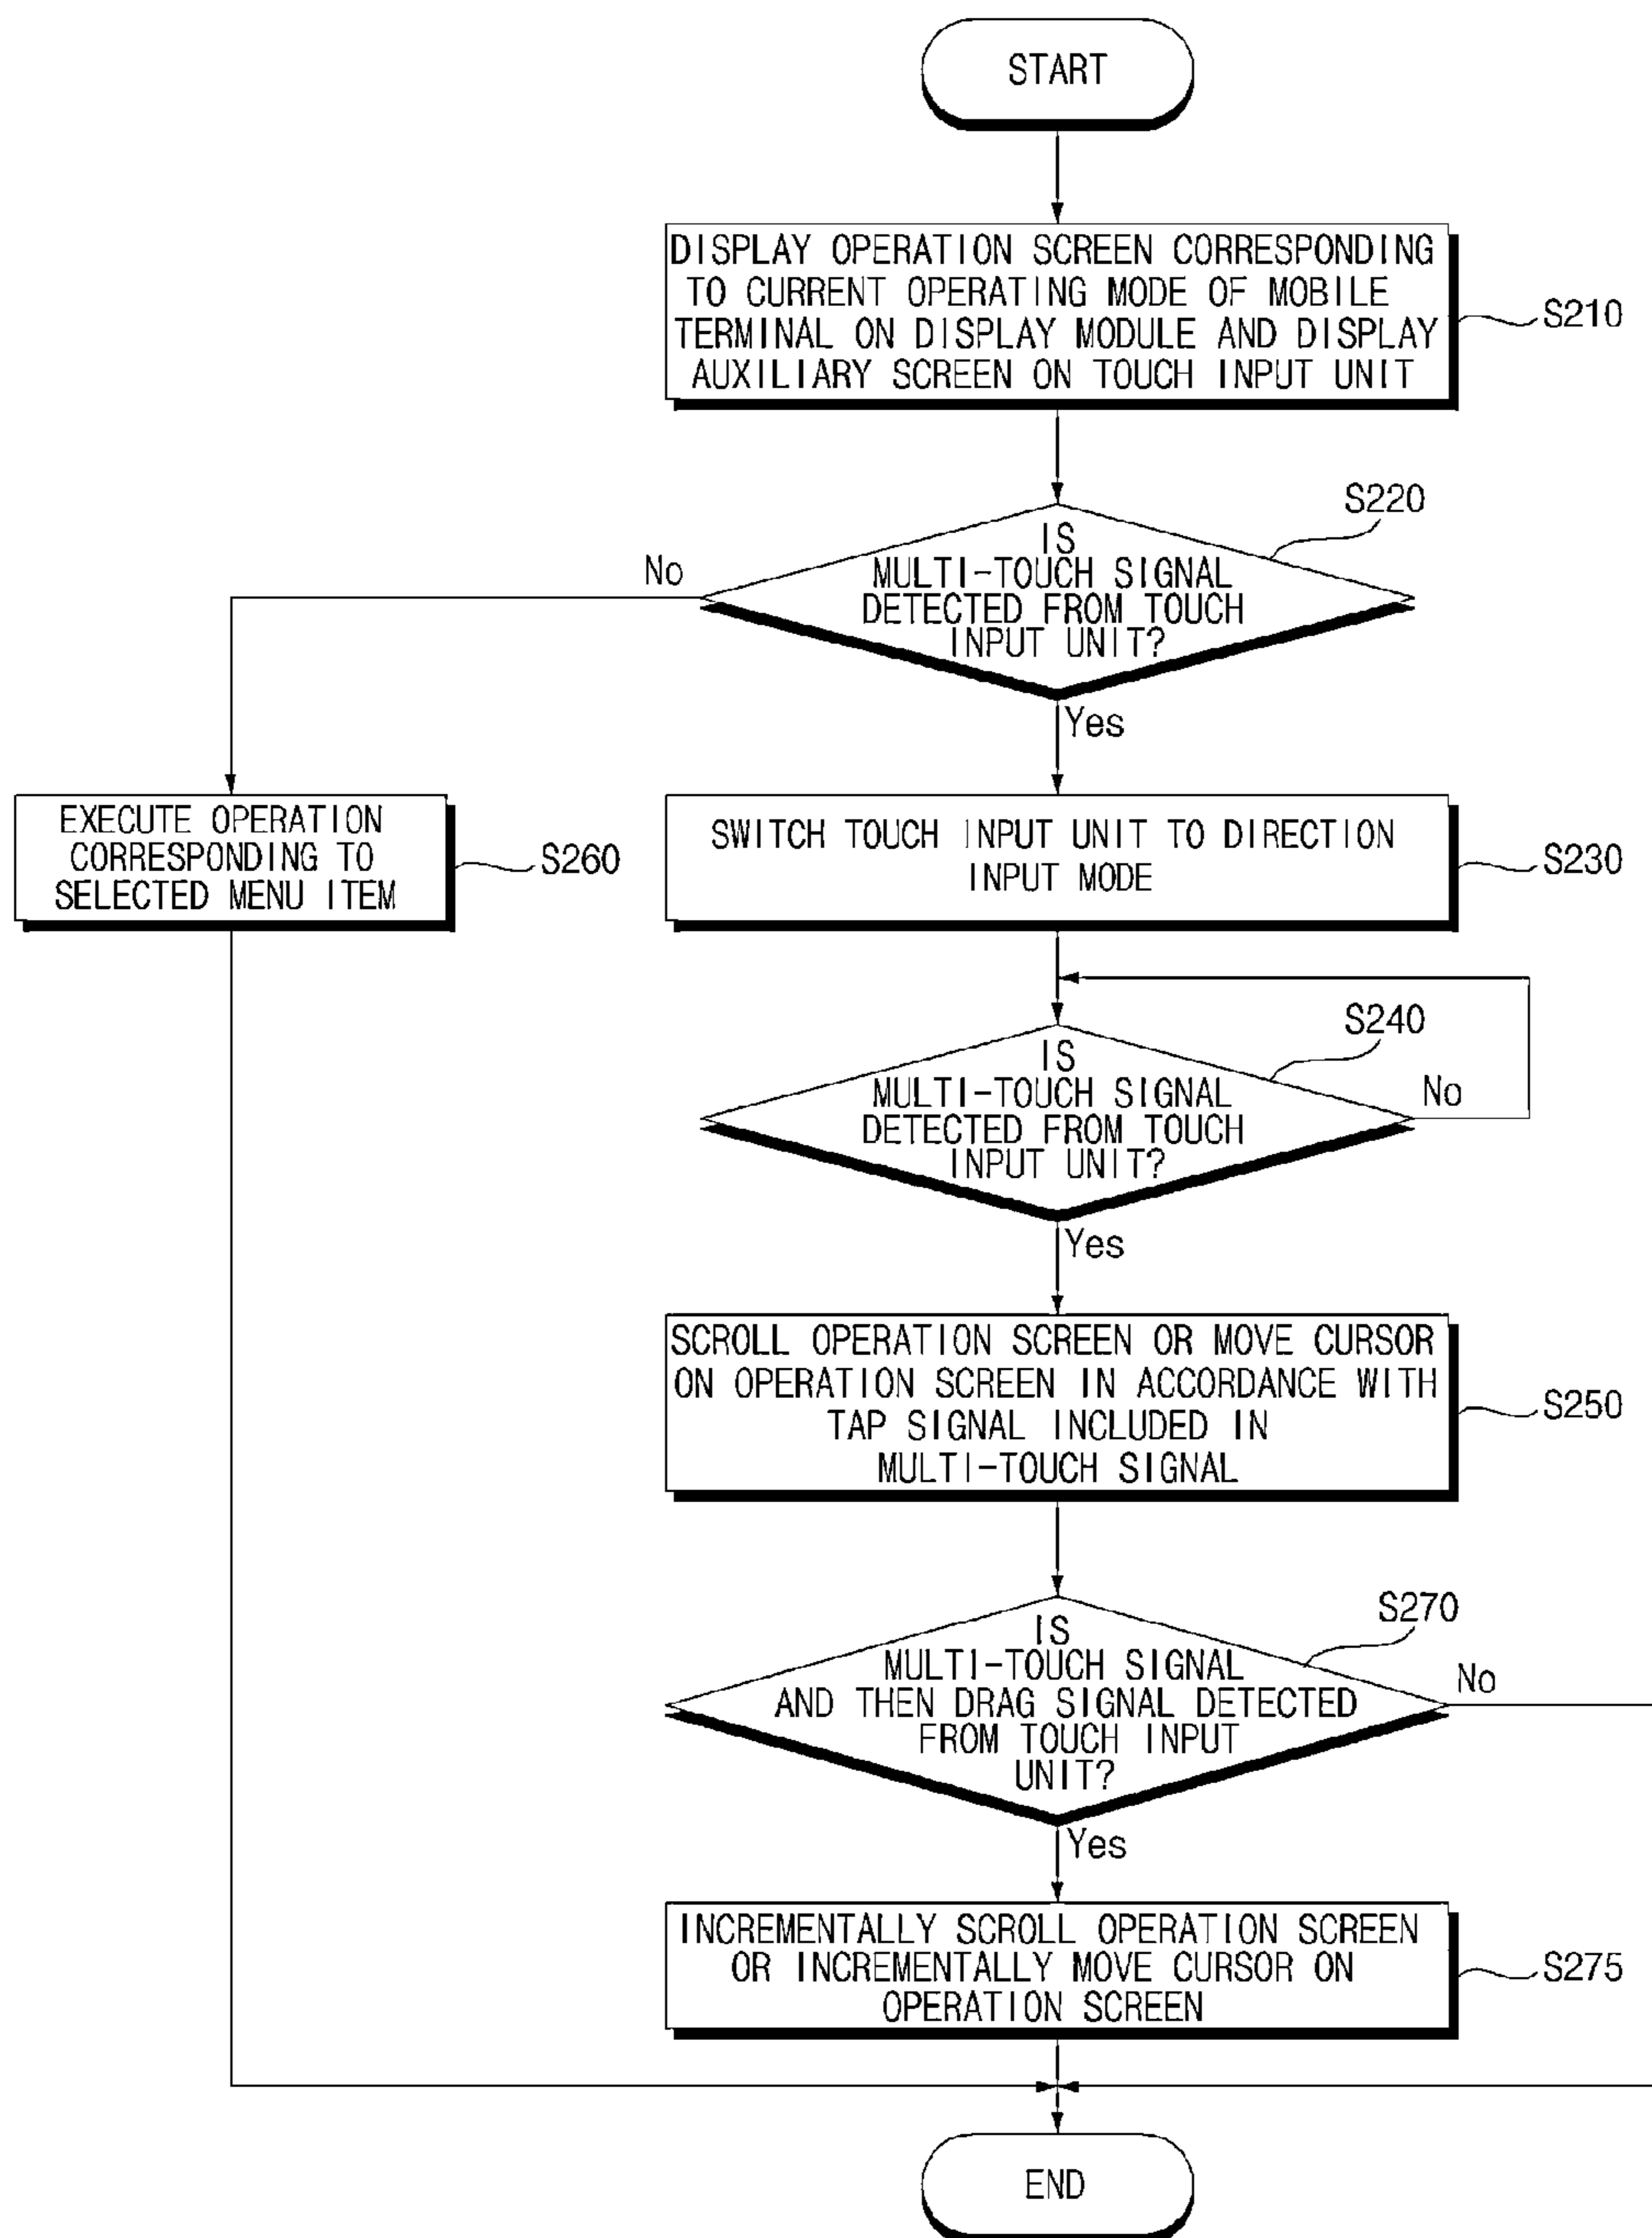 START
DISPLAY OPERATION SCREEN CORRESPONDING
TO CURRENT OPERATING MODE OF MOBILE
TERMINAL ON DISPLAY MODULE AND DISPLAY
AUXILIARY SCREEN ON TOUCH INPUT UNIT
S210
S220
IS
MULTI-TOUCH SIGNAL
DETECTED FROM TOUCH
INPUT UNIT?
No
Yes
EXECUTE OPERATION
CORRESPONDING TO
SELECTED MENU ITEM
S260
SWITCH TOUCH INPUT UNIT TO DIRECTION
INPUT MODE
S230
S240
IS
MULTI-TOUCH SIGNAL
DETECTED FROM TOUCH
INPUT UNIT?
No
Yes
SCROLL OPERATION SCREEN OR MOVE CURSOR
ON OPERATION SCREEN IN ACCORDANCE WITH
TAP SIGNAL INCLUDED IN
MULTI-TOUCH SIGNAL
S250
S270
IS
MULTI-TOUCH SIGNAL
AND THEN DRAG SIGNAL DETECTED
FROM TOUCH INPUT
UNIT?
No
Yes
INCREMENTALLY SCROLL OPERATION SCREEN
OR INCREMENTALLY MOVE CURSOR ON
OPERATION SCREEN
S275
END